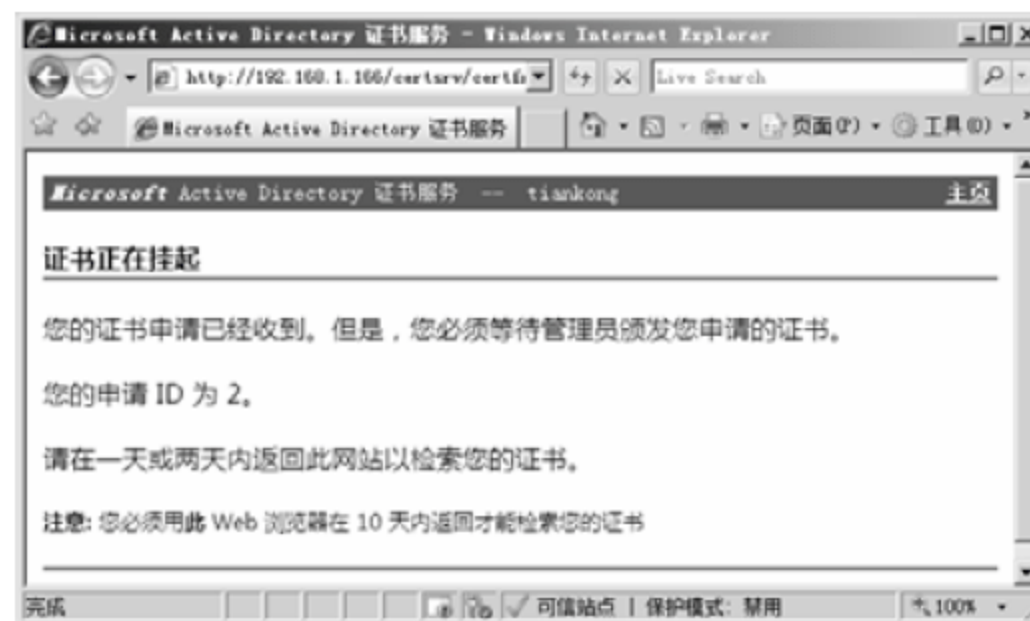 Microsoft Active Directory 证书服务 - Windows Internet Explorer
http://192.168.1.166/certsrv/certfn
Live Search
Microsoft Active Directory 证书服务
页面(P)
工具(O)
Microsoft Active Directory 证书服务 -- tiankong
主页
证书正在挂起
您的证书申请已经收到。但是，您必须等待管理员颁发您申请的证书。
您的申请 ID 为 2。
请在一天或两天内返回此网站以检索您的证书。
注意: 您必须用此 Web 浏览器在 10 天内返回才能检索您的证书
完成
可信站点 | 保护模式: 禁用
100%